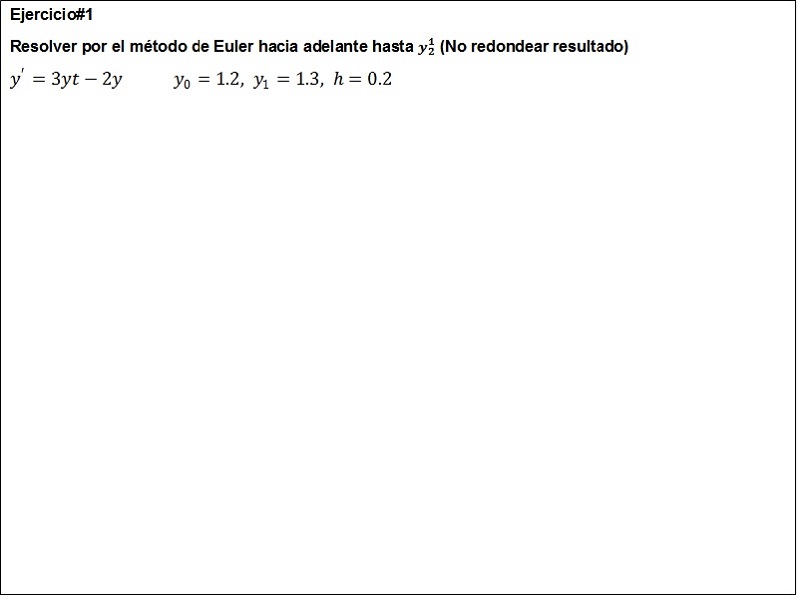 Ejercicio#1
Resolver por el método de Euler hacia adelante hasta $y_2^1$ (No redondear resultado)
$y' = 3yt - 2y$ $y_0 = 1.2,\ y_1 = 1.3,\ h = 0.2$